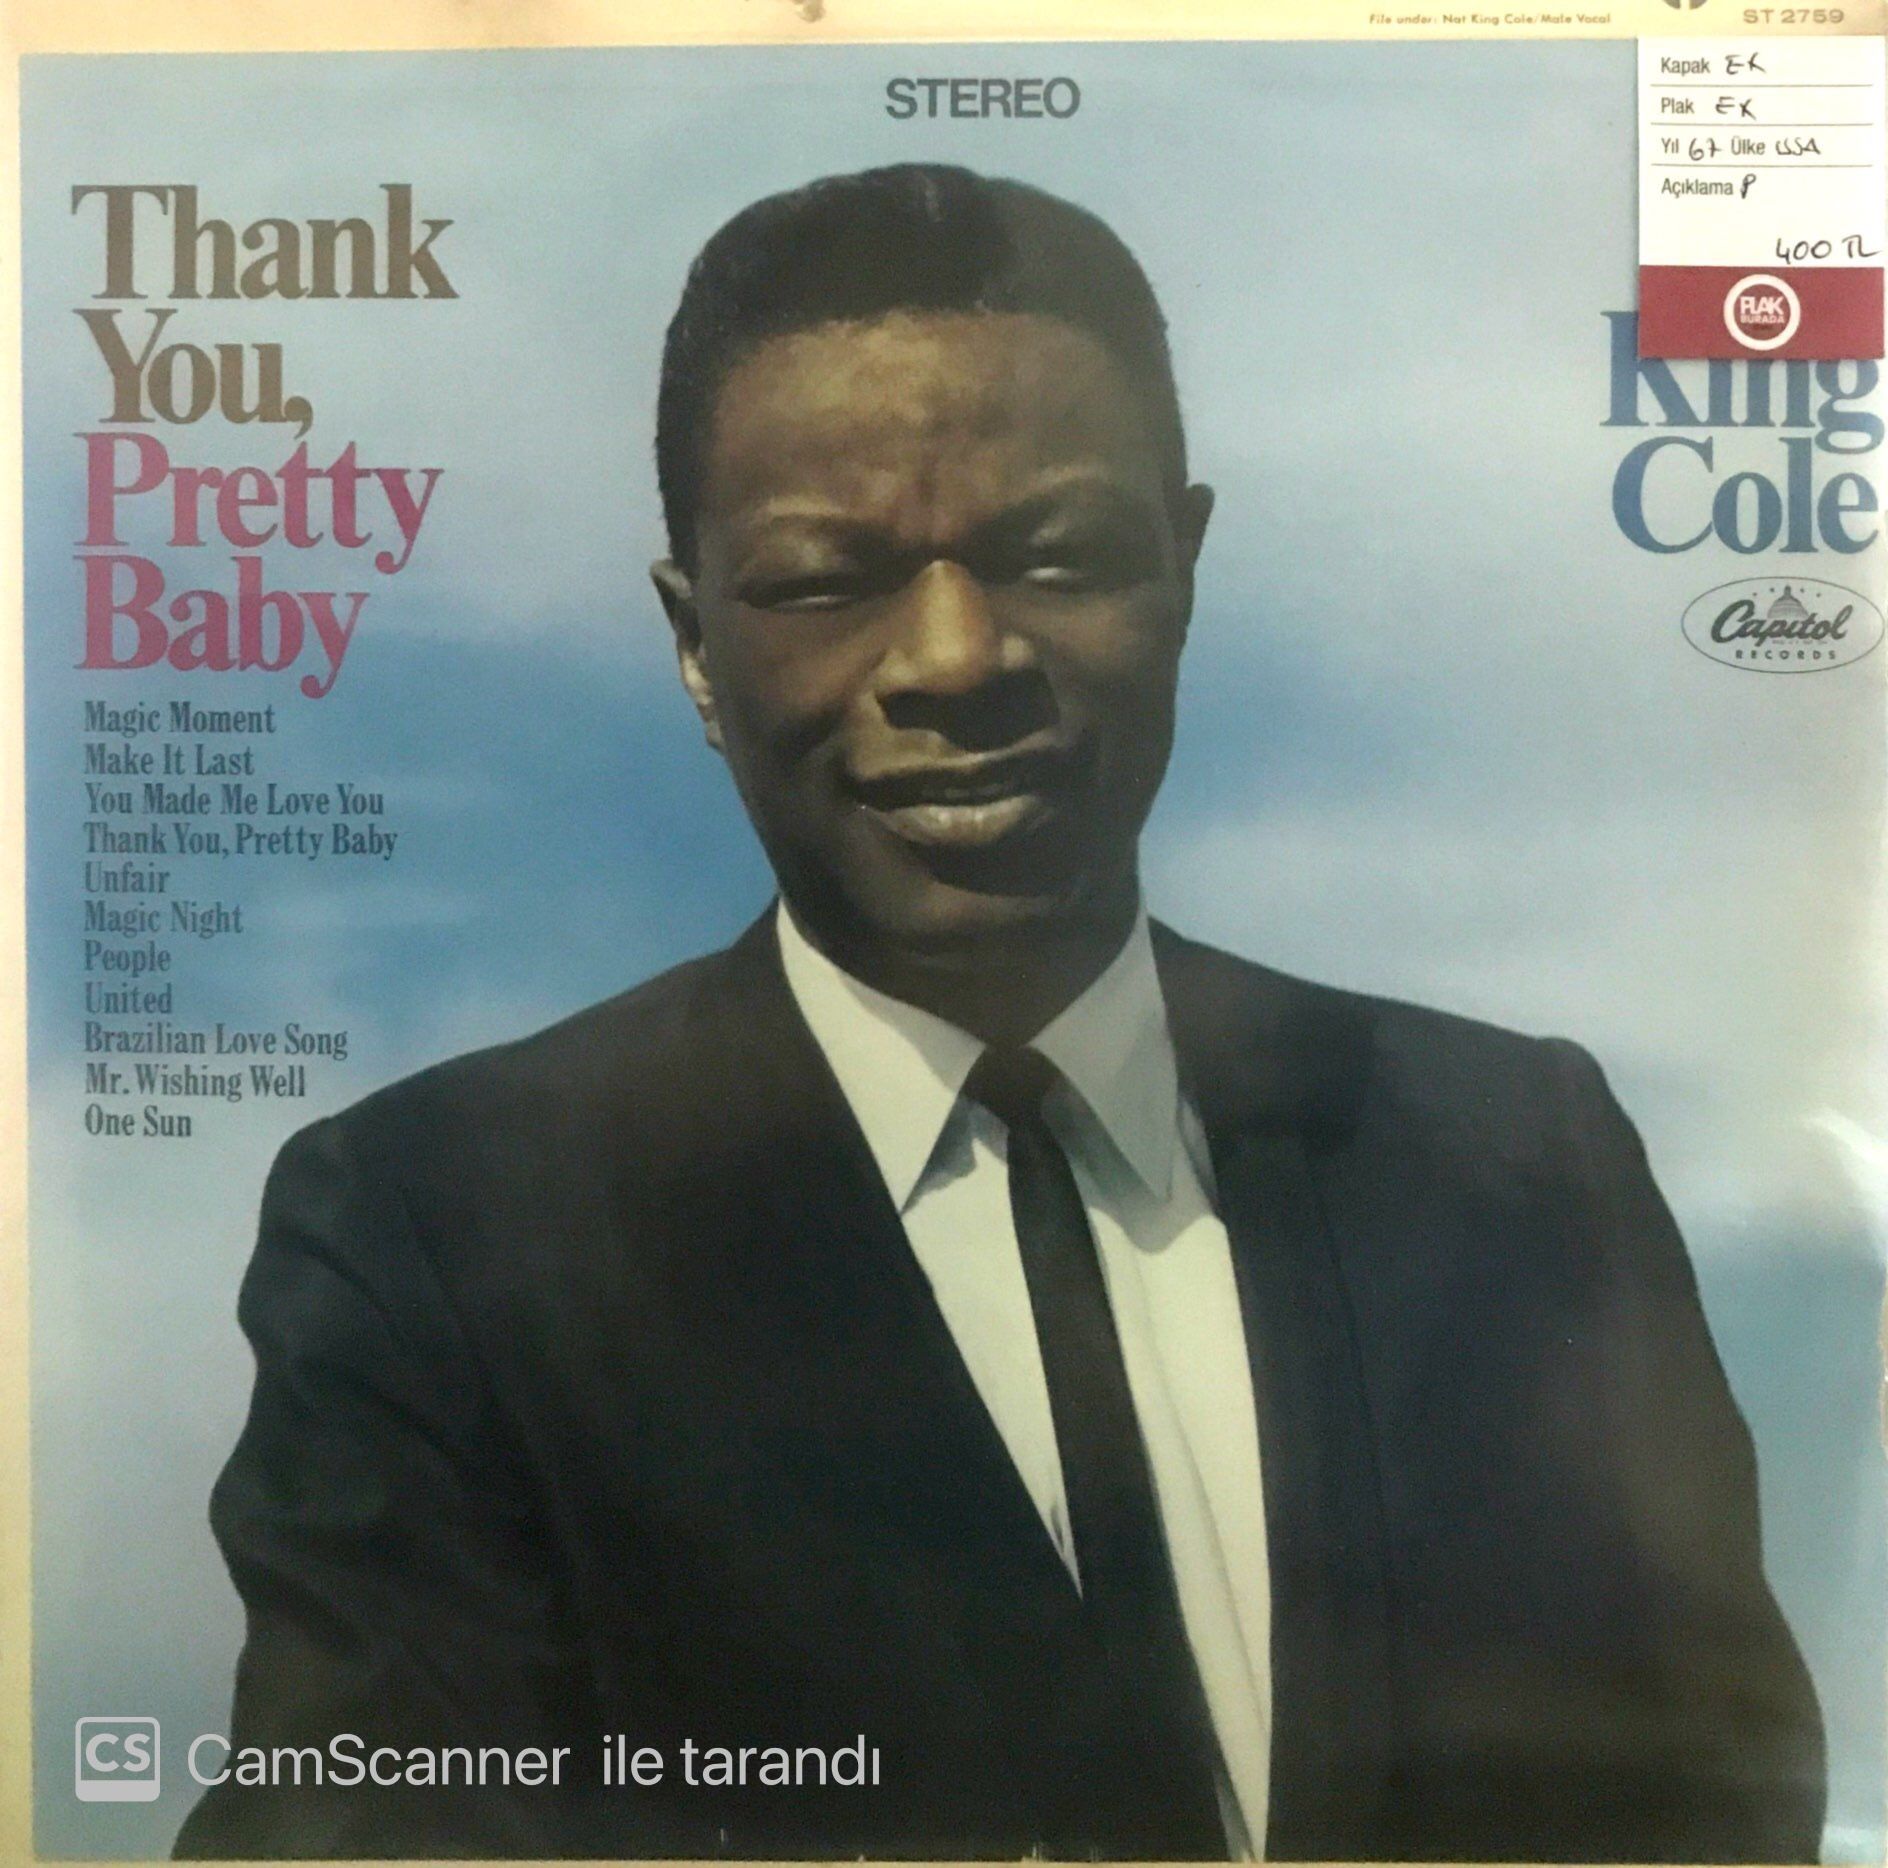 File under: Nat King Cole/Male Vocal
ST 2759
STEREO
Kapak EX
Plak EX
Yıl 67 Ülke USA
Açıklama P
400 TL
PLAK
BURADA
Thank
You,
Pretty
Baby
King
Cole
Capitol
RECORDS
Magic Moment
Make It Last
You Made Me Love You
Thank You, Pretty Baby
Unfair
Magic Night
People
United
Brazilian Love Song
Mr. Wishing Well
One Sun
CS CamScanner ile tarandı